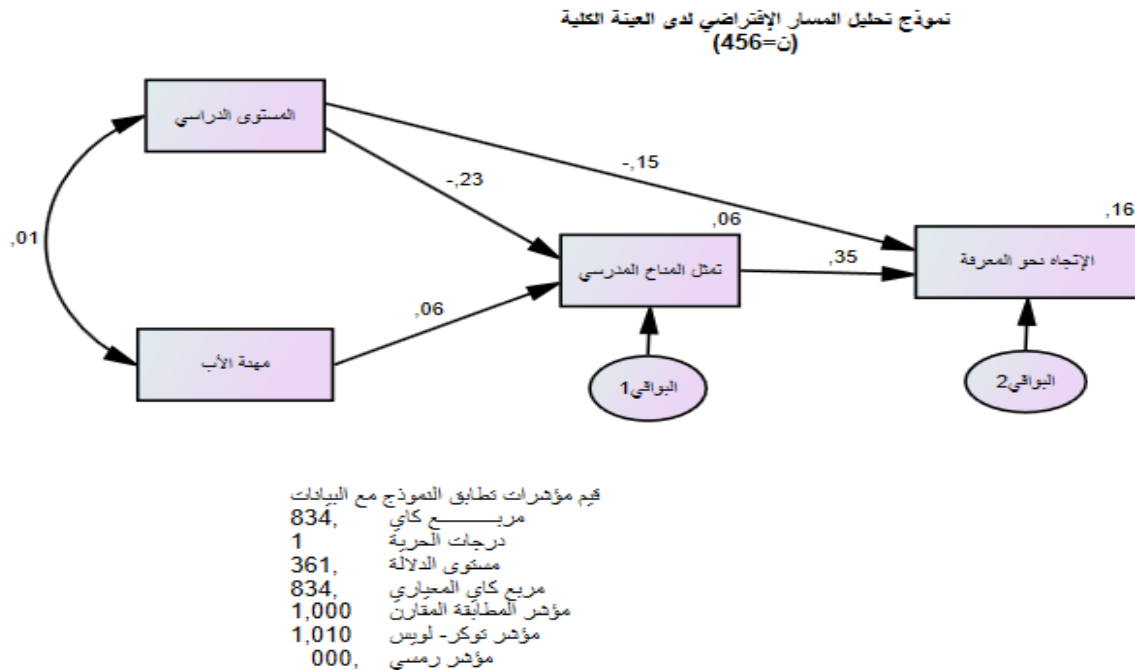 نموذج تحليل المسار الإفتراضي لدى العينة الكلية
(ن=456)
المستوى الدراسي
-,15
-,23
,01
,06
,16
تمثل المناخ المدرسي
,35
الإتجاه نحو المعرفة
,06
مهنة الأب
البواقي1
البواقي2
قيم مؤشرات تطابق النموذج مع البيانات
مربـــــــع كاي ,834
درجات الحرية 1
مستوى الدلالة ,361
مربع كاي المعياري ,834
مؤشر المطابقة المقارن 1,000
مؤشر توكر- لويس 1,010
مؤشر رمسي ,000